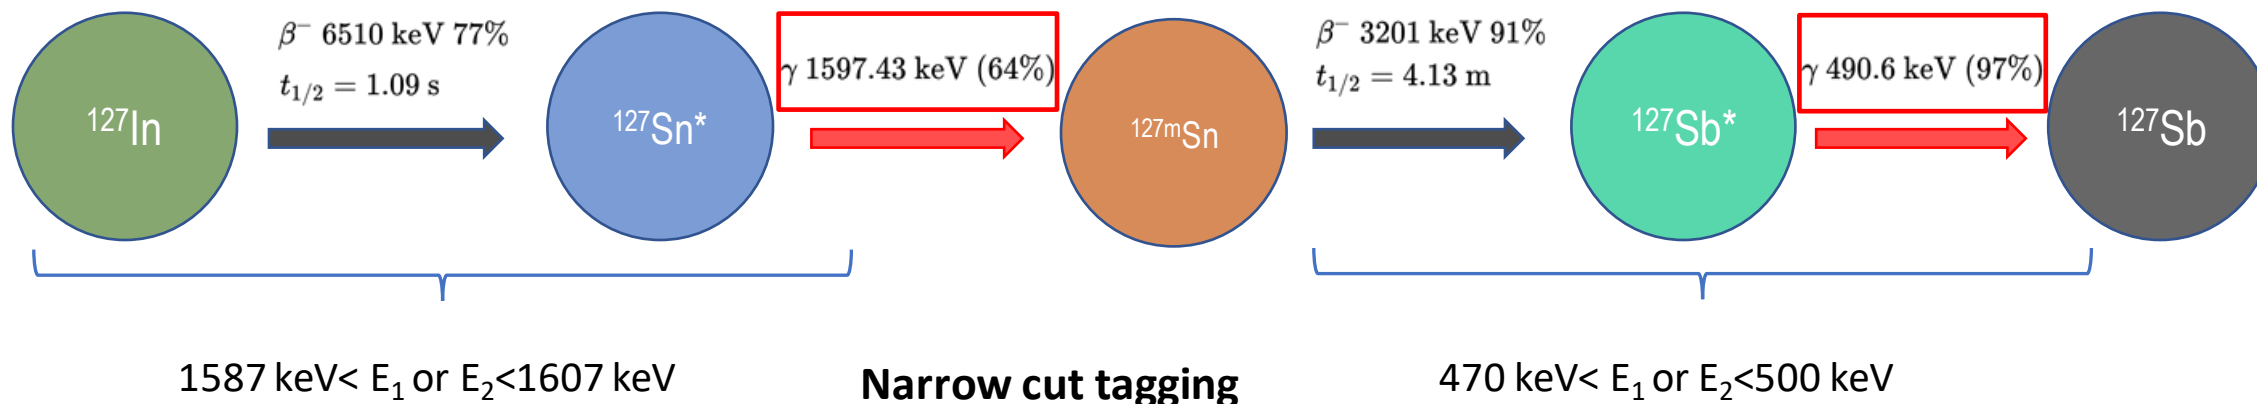 β⁻ 6510 keV 77%
t₁/₂ = 1.09 s
γ 1597.43 keV (64%)
β⁻ 3201 keV 91%
t₁/₂ = 4.13 m
γ 490.6 keV (97%)
¹²⁷In
¹²⁷Sn*
¹²⁷ᵐSn
¹²⁷Sb*
¹²⁷Sb
1587 keV< E₁ or E₂<1607 keV
Narrow cut tagging
470 keV< E₁ or E₂<500 keV